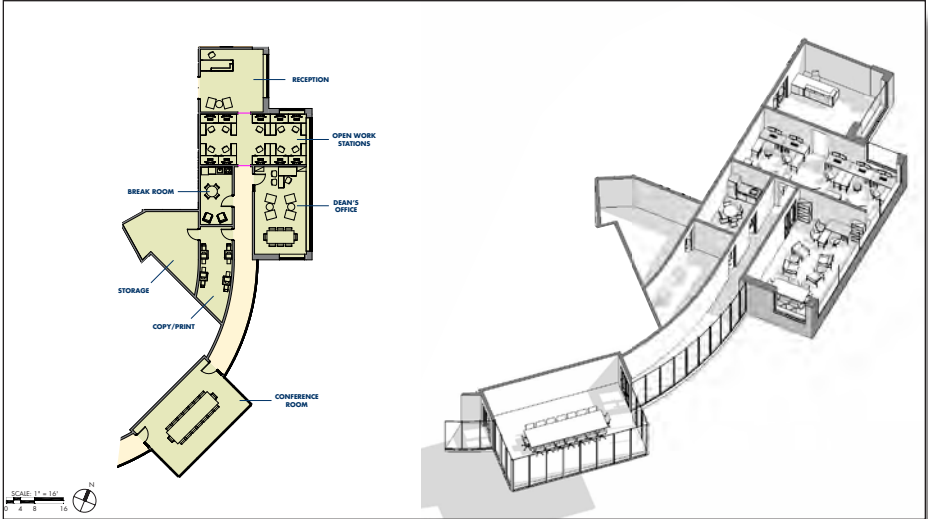 RECEPTION
OPEN WORK
STATIONS
BREAK ROOM
DEAN'S
OFFICE
STORAGE
COPY/PRINT
CONFERENCE
ROOM
N
SCALE: 1" = 16'
0 4 8 16